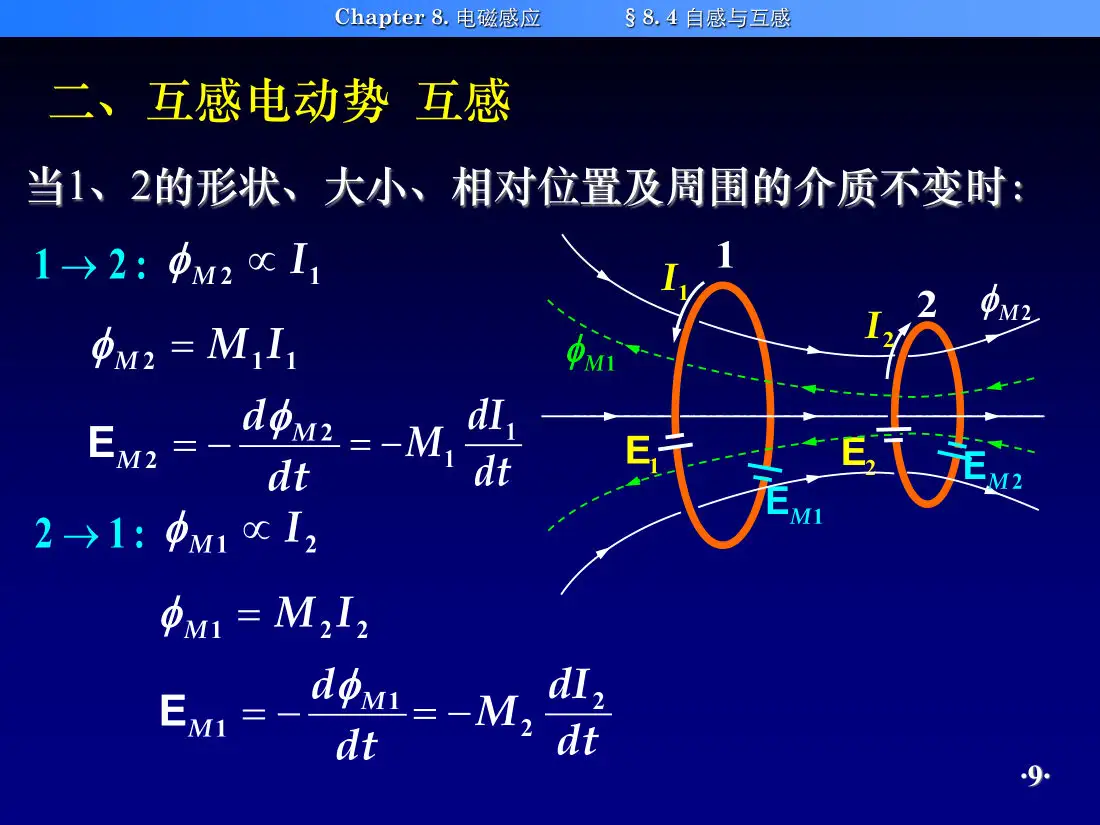 Chapter 8. 电磁感应 §8. 4 自感与互感
二、互感电动势 互感
当1、2的形状、大小、相对位置及周围的介质不变时：
1 → 2 : ϕM2 ∝ I1
ϕM2 = M1I1
EM2 = − dϕM2/dt = −M1 dI1/dt
2 → 1 : ϕM1 ∝ I2
ϕM1 = M2I2
EM1 = − dϕM1/dt = −M2 dI2/dt
1
I1
2
I2
ϕM2
ϕM1
E1
EM1
E2
EM2
·9·